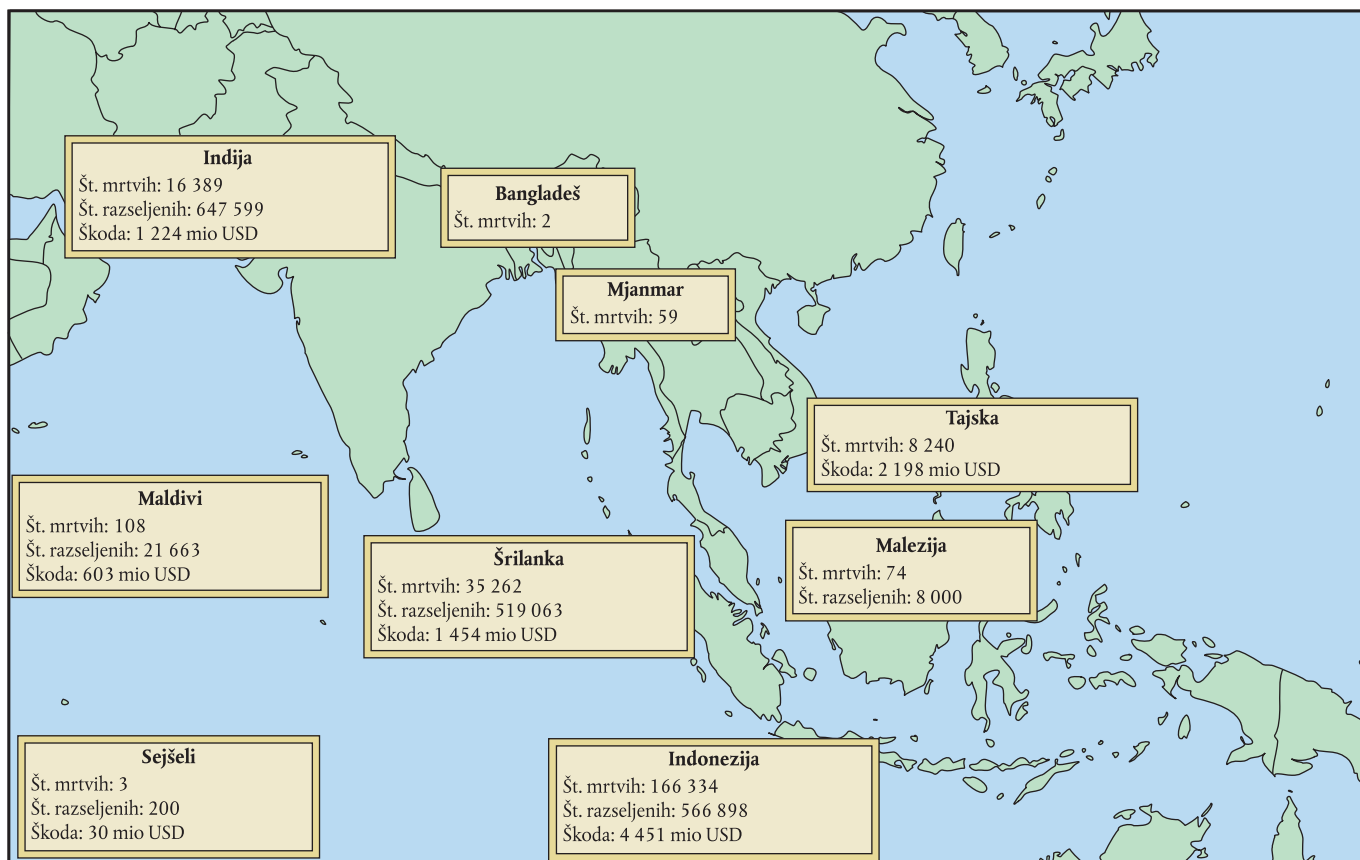 Indija
Št. mrtvih: 16 389
Št. razseljenih: 647 599
Škoda: 1 224 mio USD
Bangladeš
Št. mrtvih: 2
Mjanmar
Št. mrtvih: 59
Tajska
Št. mrtvih: 8 240
Škoda: 2 198 mio USD
Maldivi
Št. mrtvih: 108
Št. razseljenih: 21 663
Škoda: 603 mio USD
Šrilanka
Št. mrtvih: 35 262
Št. razseljenih: 519 063
Škoda: 1 454 mio USD
Malezija
Št. mrtvih: 74
Št. razseljenih: 8 000
Sejšeli
Št. mrtvih: 3
Št. razseljenih: 200
Škoda: 30 mio USD
Indonezija
Št. mrtvih: 166 334
Št. razseljenih: 566 898
Škoda: 4 451 mio USD